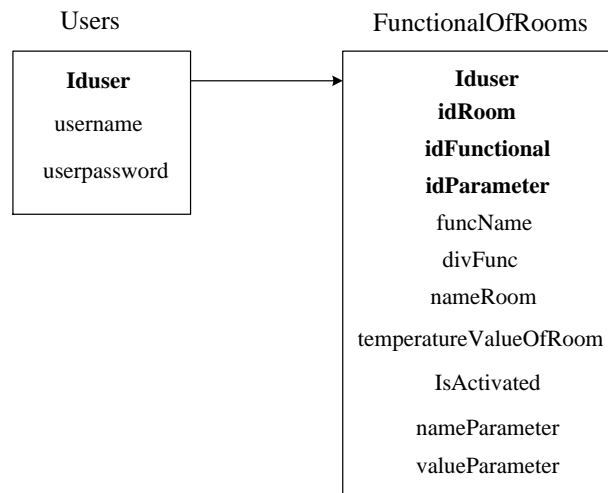 Users
Iduser
username
userpassword
FunctionalOfRooms
Iduser
idRoom
idFunctional
idParameter
funcName
divFunc
nameRoom
temperatureValueOfRoom
IsActivated
nameParameter
valueParameter